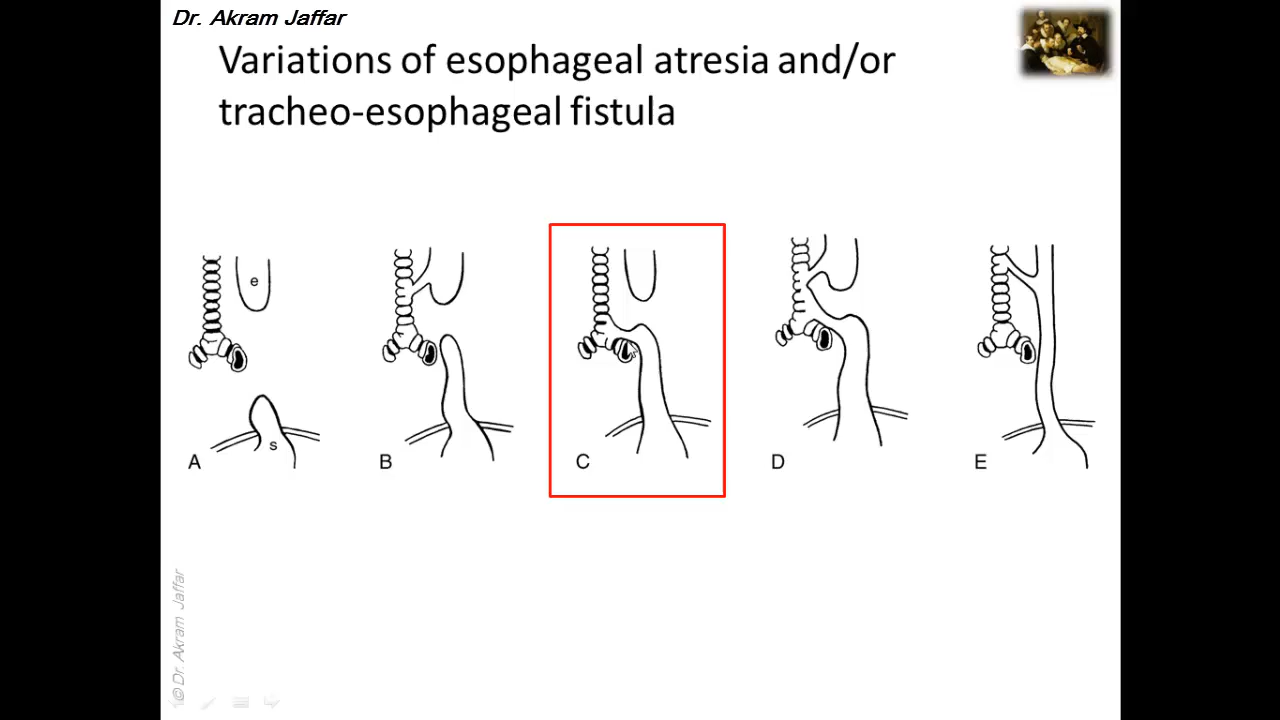 Dr. Akram Jaffar
Variations of esophageal atresia and/or
tracheo-esophageal fistula
e
s
A
B
C
D
E
© Dr. Akram Jaffar